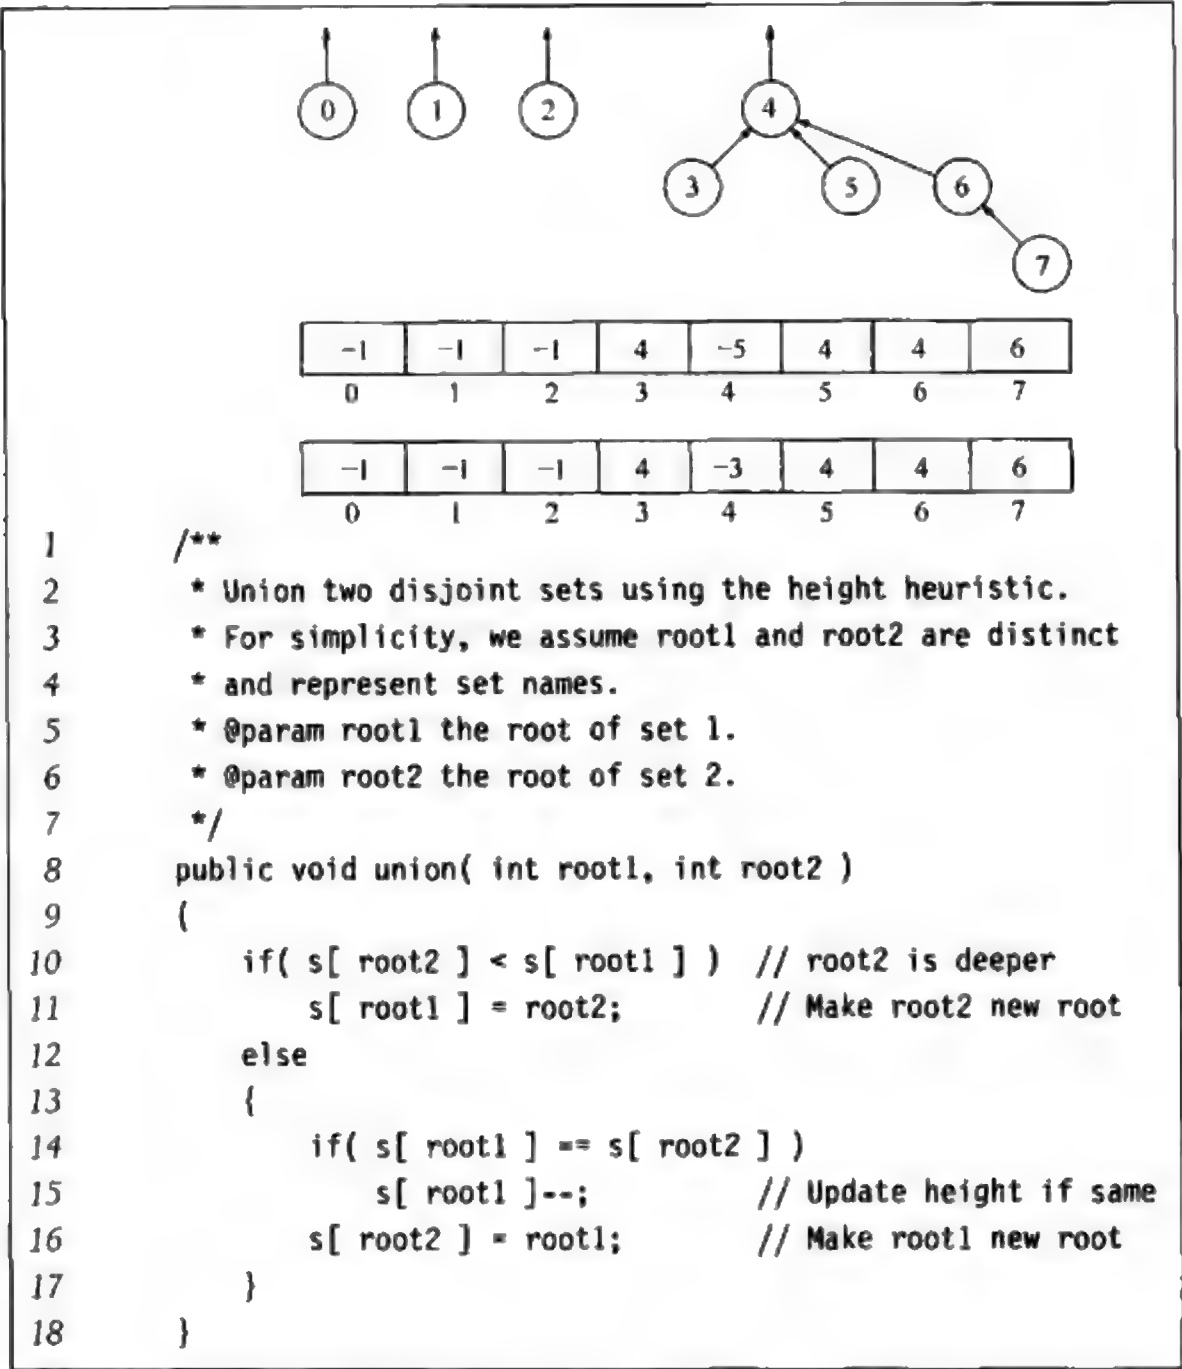 0 1 2 4
3 5 6
7
-1 -1 -1 4 -5 4 4 6
0 1 2 3 4 5 6 7
-1 -1 -1 4 -3 4 4 6
0 1 2 3 4 5 6 7
1 /**
2 * Union two disjoint sets using the height heuristic.
3 * For simplicity, we assume root1 and root2 are distinct
4 * and represent set names.
5 * @param root1 the root of set 1.
6 * @param root2 the root of set 2.
7 */
8 public void union( int root1, int root2 )
9 {
10 if( s[ root2 ] < s[ root1 ] ) // root2 is deeper
11 s[ root1 ] = root2; // Make root2 new root
12 else
13 {
14 if( s[ root1 ] == s[ root2 ] )
15 s[ root1 ]--; // Update height if same
16 s[ root2 ] = root1; // Make root1 new root
17 }
18 }